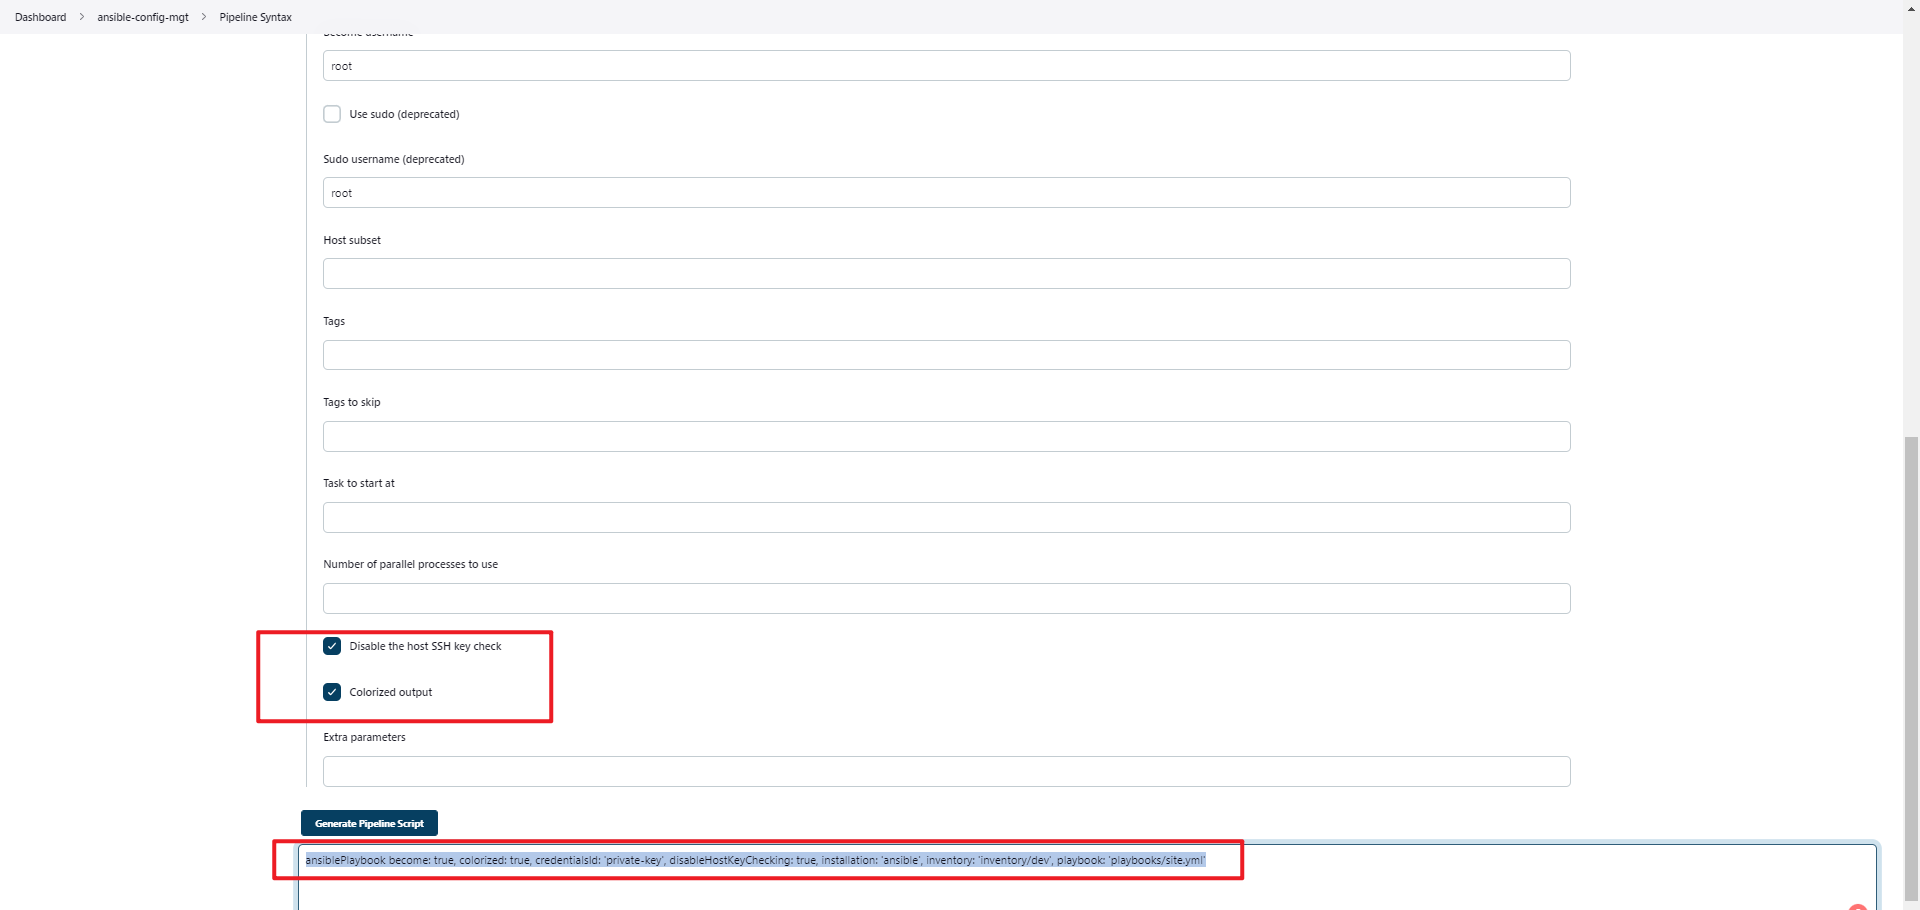 Dashboard > ansible-config-mgt > Pipeline Syntax
Become username
root
Use sudo (deprecated)
Sudo username (deprecated)
root
Host subset
Tags
Tags to skip
Task to start at
Number of parallel processes to use
Disable the host SSH key check
Colorized output
Extra parameters
Generate Pipeline Script
ansiblePlaybook become: true, colorized: true, credentialsId: 'private-key', disableHostKeyChecking: true, installation: 'ansible', inventory: 'inventory/dev', playbook: 'playbooks/site.yml'